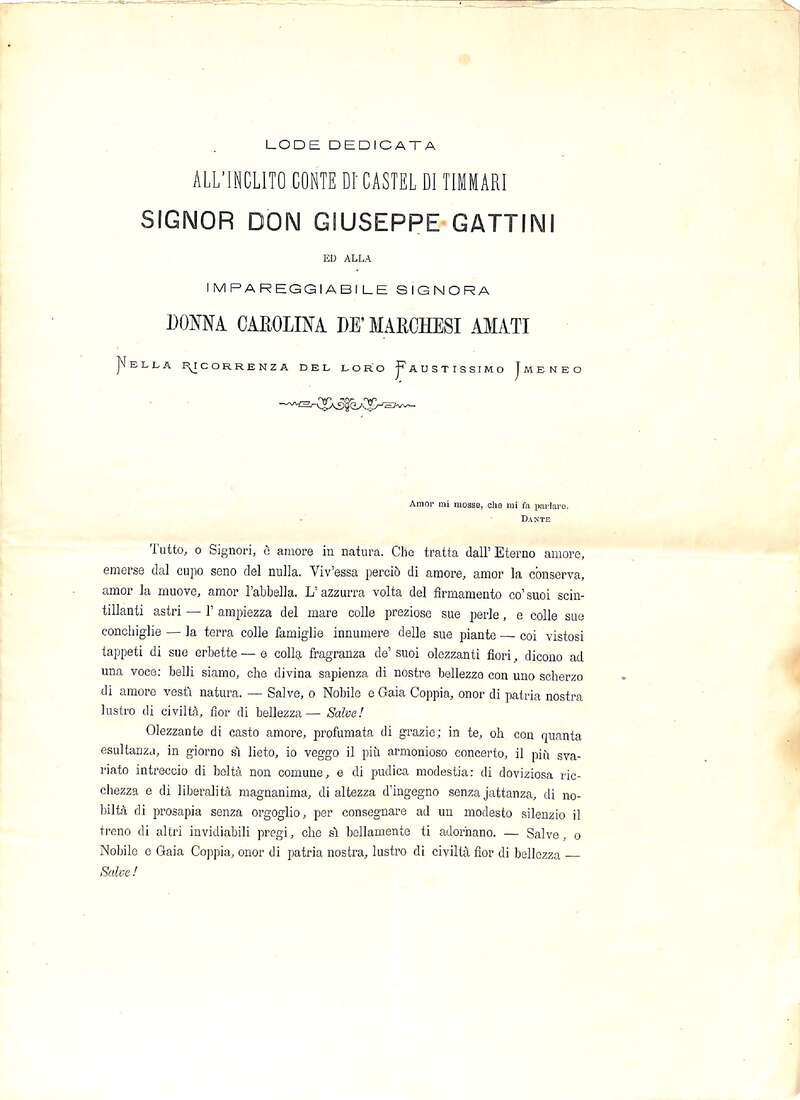 LODE DEDICATA
ALL'INCLITO CONTE DI CASTEL DI TIMMARI
SIGNOR DON GIUSEPPE GATTINI
ED ALLA
IMPAREGGIABILE SIGNORA
DONNA CAROLINA DE' MARCHESI AMATI
NELLA RICORRENZA DEL LORO FAUSTISSIMO IMENEO
Amor mi mosse, che mi fa parlare.
DANTE
Tutto, o Signori, è amore in natura. Che tratta dall'Eterno amore,
emerse dal cupo seno del nulla. Viv'essa perciò di amore, amor la conserva,
amor la muove, amor l'abbella. L'azzurra volta del firmamento co' suoi scin-
tillanti astri — l'ampiezza del mare colle preziose sue perle, e colle sue
conchiglie — la terra colle famiglie innumere delle sue piante — coi vistosi
tappeti di sue erbette — e colla fragranza de' suoi olezzanti fiori, dicono ad
una voce: belli siamo, che divina sapienza di nostre bellezze con uno scherzo
di amore vestì natura. — Salve, o Nobile e Gaia Coppia, onor di patria nostra
lustro di civiltà, fior di bellezza — Salve!
Olezzante di casto amore, profumata di grazie; in te, oh con quanta
esultanza, in giorno sì lieto, io veggo il più armonioso concerto, il più sva-
riato intreccio di beltà non comune, e di pudica modestia: di doviziosa ric-
chezza e di liberalità magnanima, di altezza d'ingegno senza jattanza, di no-
biltà di prosapia senza orgoglio, per consegnare ad un modesto silenzio il
treno di altri invidiabili pregi, che sì bellamente ti adornano. — Salve, o
Nobile e Gaia Coppia, onor di patria nostra, lustro di civiltà fior di bellezza —
Salve!